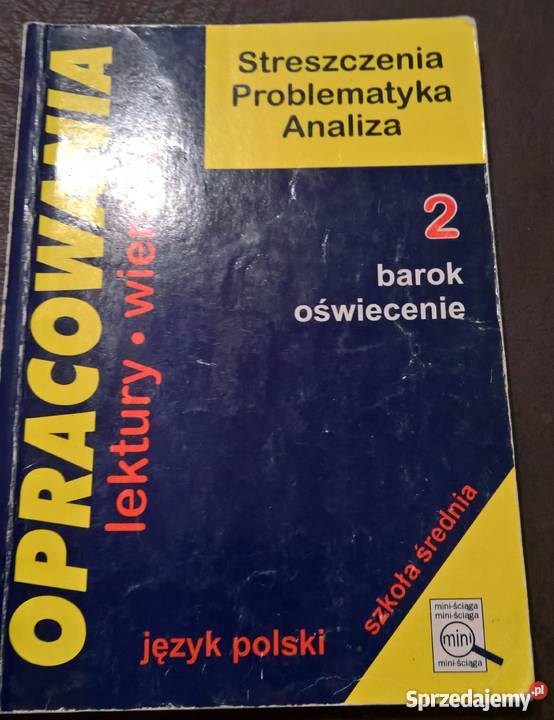 OPRACOWANIA
lektury •
Streszczenia
Problematyka
Analiza
2
barok
oświecenie
język polski
szkoła średnia
mini-ściąga
mini-ściąga
mini
mini-ściąga
Sprzedajemy.pl